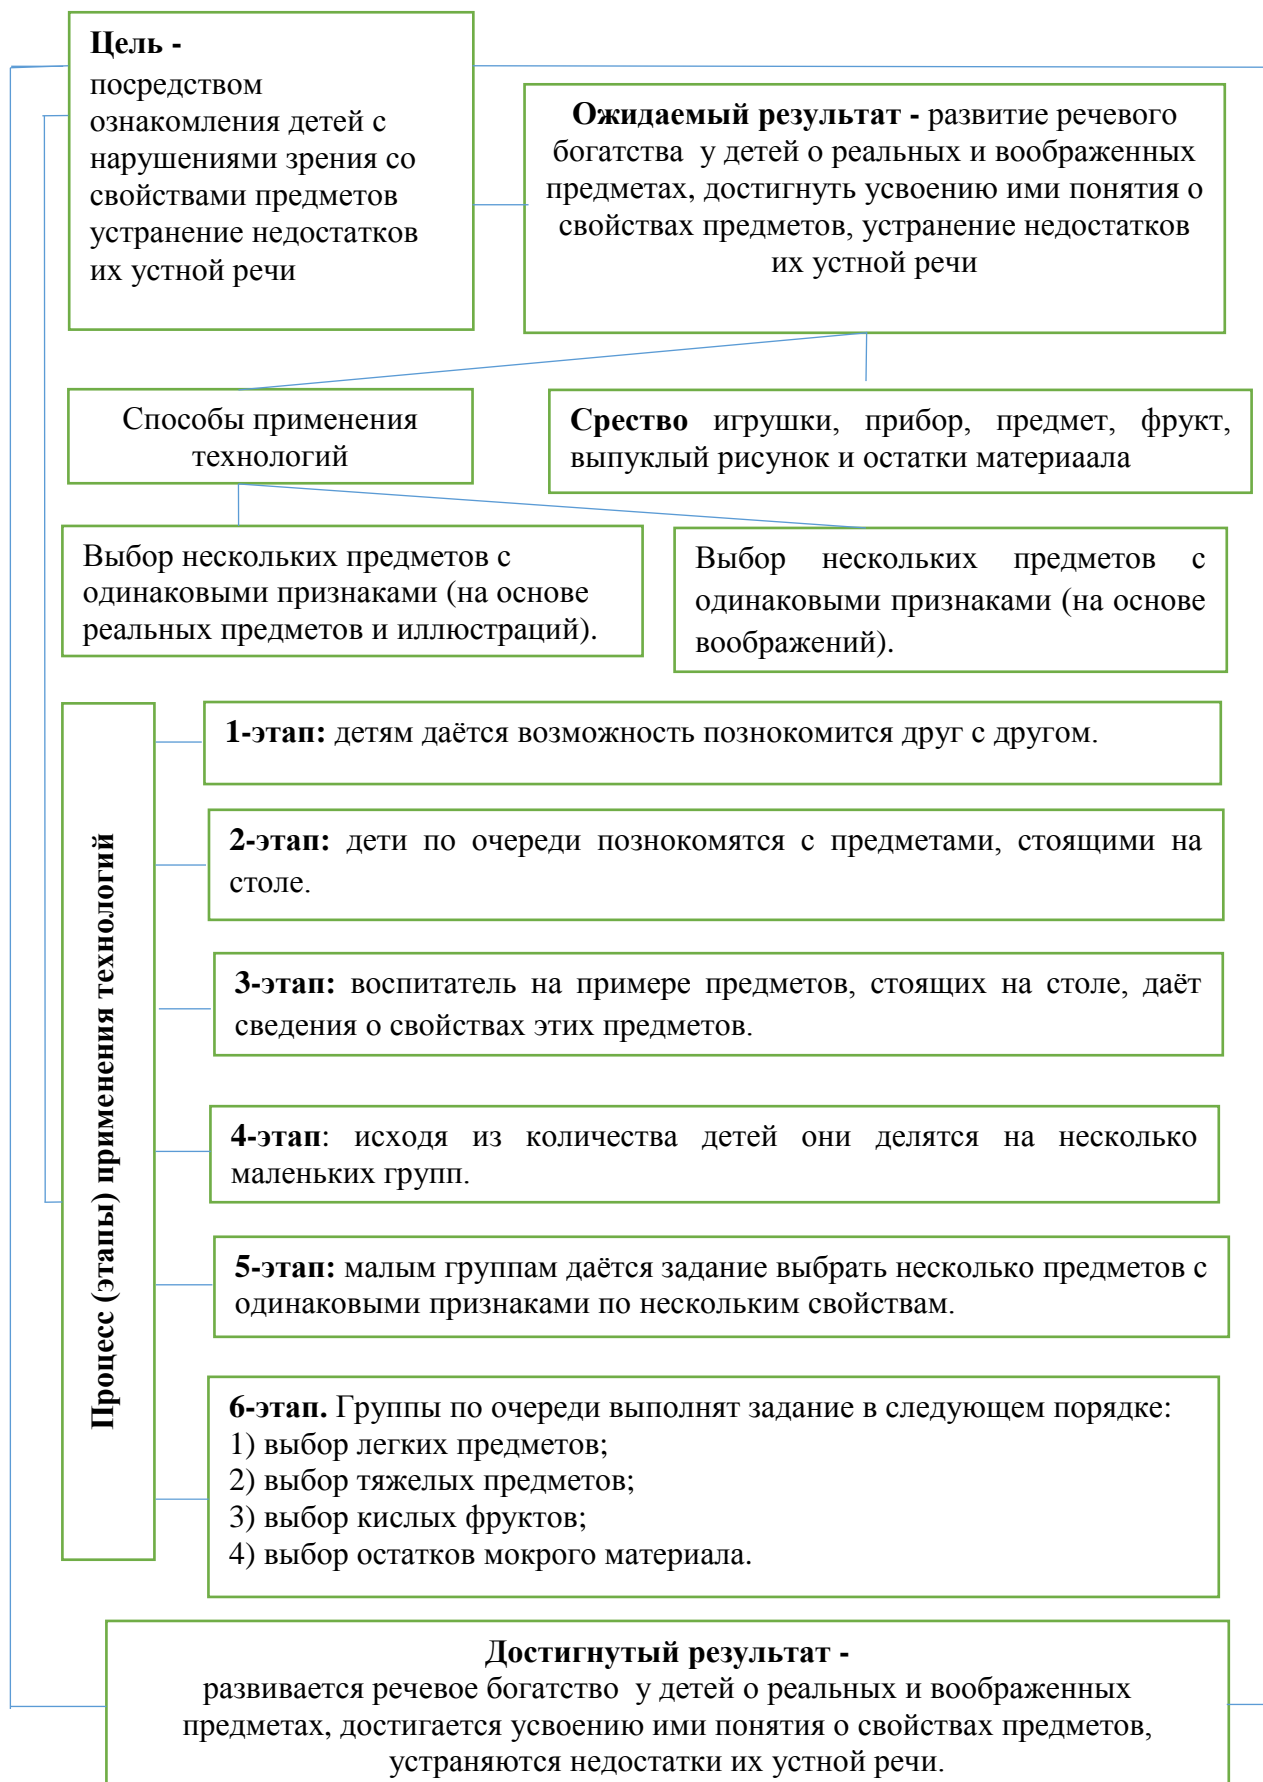 Цель -
посредством
ознакомления детей с
нарушениями зрения со
свойствами предметов
устранение недостатков
их устной речи
Ожидаемый результат - развитие речевого
богатства у детей о реальных и воображенных
предметах, достигнуть усвоению ими понятия о
свойствах предметов, устранение недостатков
их устной речи
Способы применения
технологий
Срество игрушки, прибор, предмет, фрукт,
выпуклый рисунок и остатки материаала
Выбор нескольких предметов с
одинаковыми признаками (на основе
реальных предметов и иллюстраций).
Выбор нескольких предметов с
одинаковыми признаками (на основе
воображений).
Процесс (этапы) применения технологий
1-этап: детям даётся возможность познокомится друг с другом.
2-этап: дети по очереди познокомятся с предметами, стоящими на
столе.
3-этап: воспитатель на примере предметов, стоящих на столе, даёт
сведения о свойствах этих предметов.
4-этап: исходя из количества детей они делятся на несколько
маленьких групп.
5-этап: малым группам даётся задание выбрать несколько предметов с
одинаковыми признаками по нескольким свойствам.
6-этап. Группы по очереди выполнят задание в следующем порядке:
1) выбор легких предметов;
2) выбор тяжелых предметов;
3) выбор кислых фруктов;
4) выбор остатков мокрого материала.
Достигнутый результат -
развивается речевое богатство у детей о реальных и воображенных
предметах, достигается усвоению ими понятия о свойствах предметов,
устраняются недостатки их устной речи.